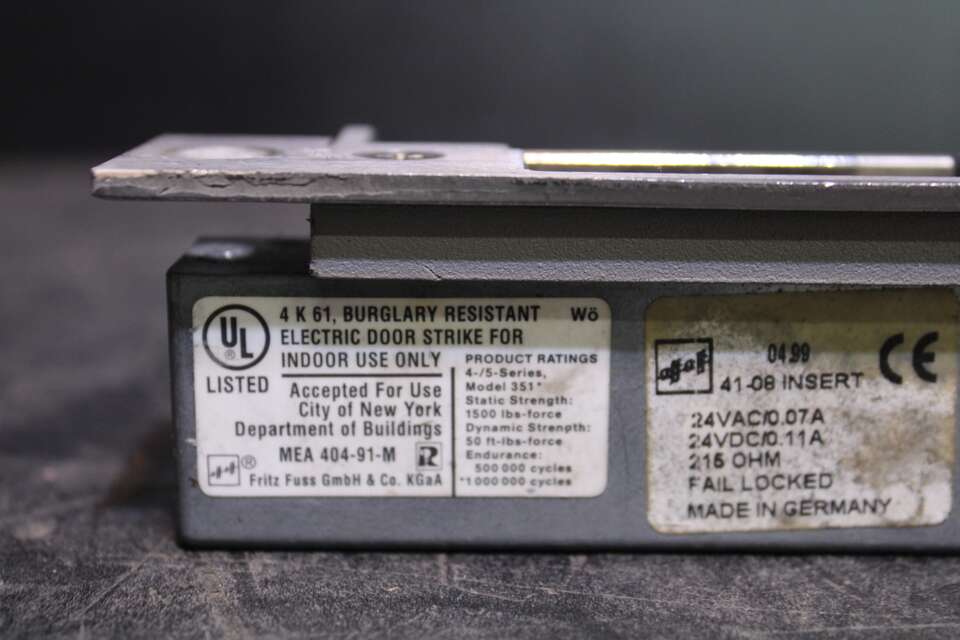 4 K 61, BURGLARY RESISTANT Wö
ELECTRIC DOOR STRIKE FOR
INDOOR USE ONLY
UL
®
LISTED
Accepted For Use
City of New York
Department of Buildings
MEA 404-91-M
®
Fritz Fuss GmbH & Co. KGaA
PRODUCT RATINGS
4-/5-Series,
Model 351*
Static Strength:
1500 lbs-force
Dynamic Strength:
50 ft-lbs-force
Endurance:
500 000 cycles
*1 000 000 cycles
effeff 04.99 CE
41-08 INSERT
24VAC/0.07A
24VDC/0.11A
215 OHM
FAIL LOCKED
MADE IN GERMANY